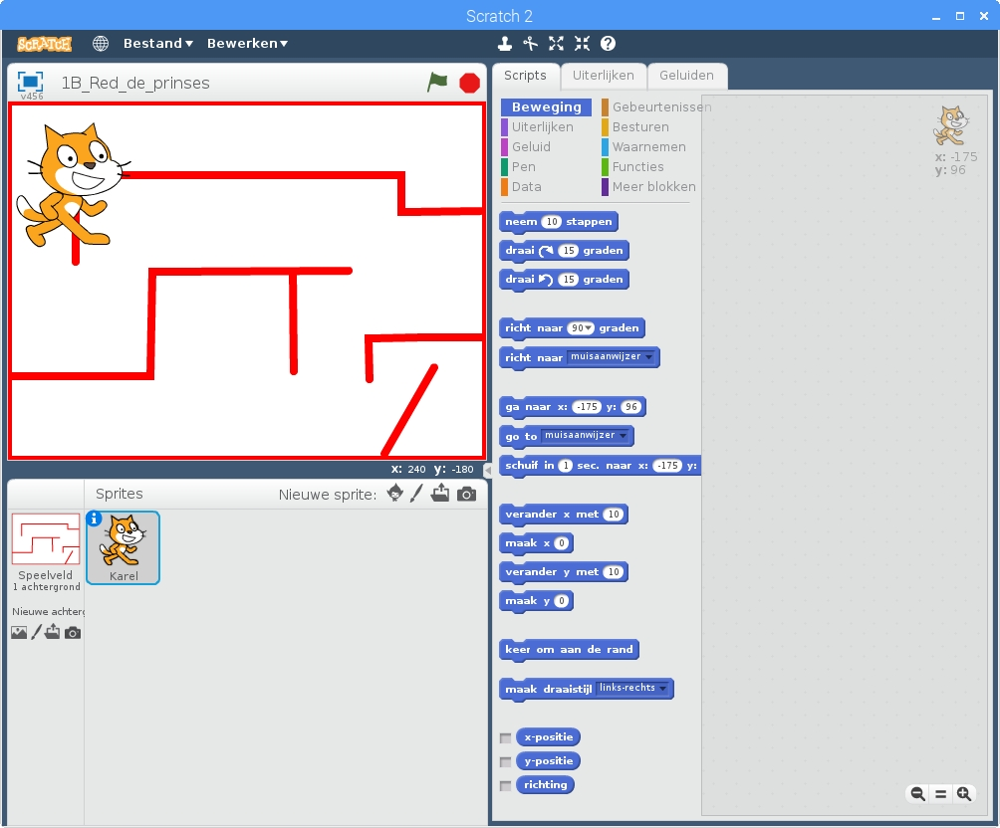 Scratch 2
SCRATCH Bestand Bewerken
1B_Red_de_prinses
v456
x: 240 y: -180
Sprites Nieuwe sprite:
Speelveld
1 achtergrond
Nieuwe achterg
Karel
Scripts Uiterlijken Geluiden
Beweging Gebeurtenissen
Uiterlijken Besturen
Geluid Waarnemen
Pen Functies
Data Meer blokken
neem 10 stappen
draai 15 graden
draai 15 graden
richt naar 90 graden
richt naar muisaanwijzer
ga naar x: -175 y: 96
go to muisaanwijzer
schuif in 1 sec. naar x: -175 y:
verander x met 10
maak x 0
verander y met 10
maak y 0
keer om aan de rand
maak draaistijl links-rechts
x-positie
y-positie
richting
x: -175
y: 96